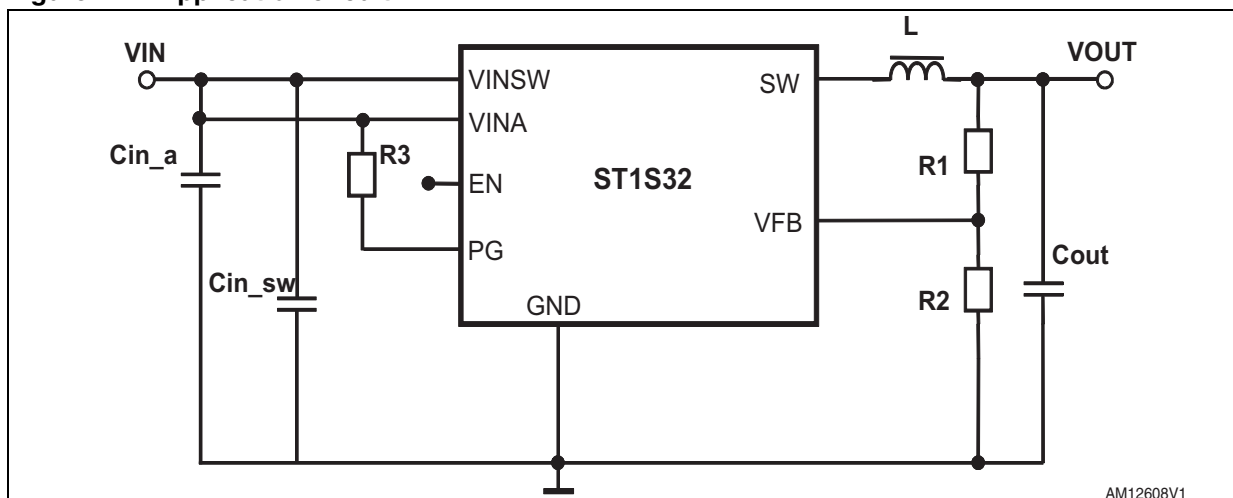 VIN
L
VOUT
VINSW
SW
VINA
Cin_a
R3
R1
EN
ST1S32
VFB
PG
Cin_sw
Cout
R2
GND
AM12608V1